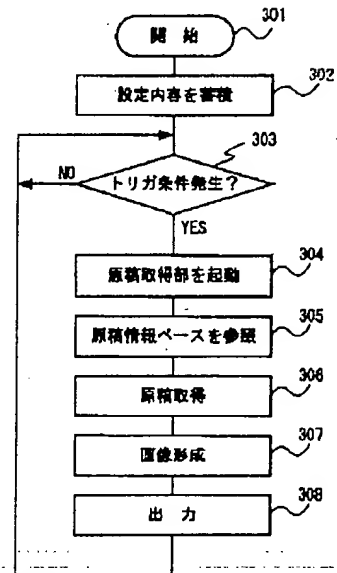 開 始
301
設定内容を蓄積
302
303
トリガ条件発生?
NO
YES
304
原稿取得部を起動
305
原稿情報ベースを参照
306
原稿取得
307
画像形成
308
出 力